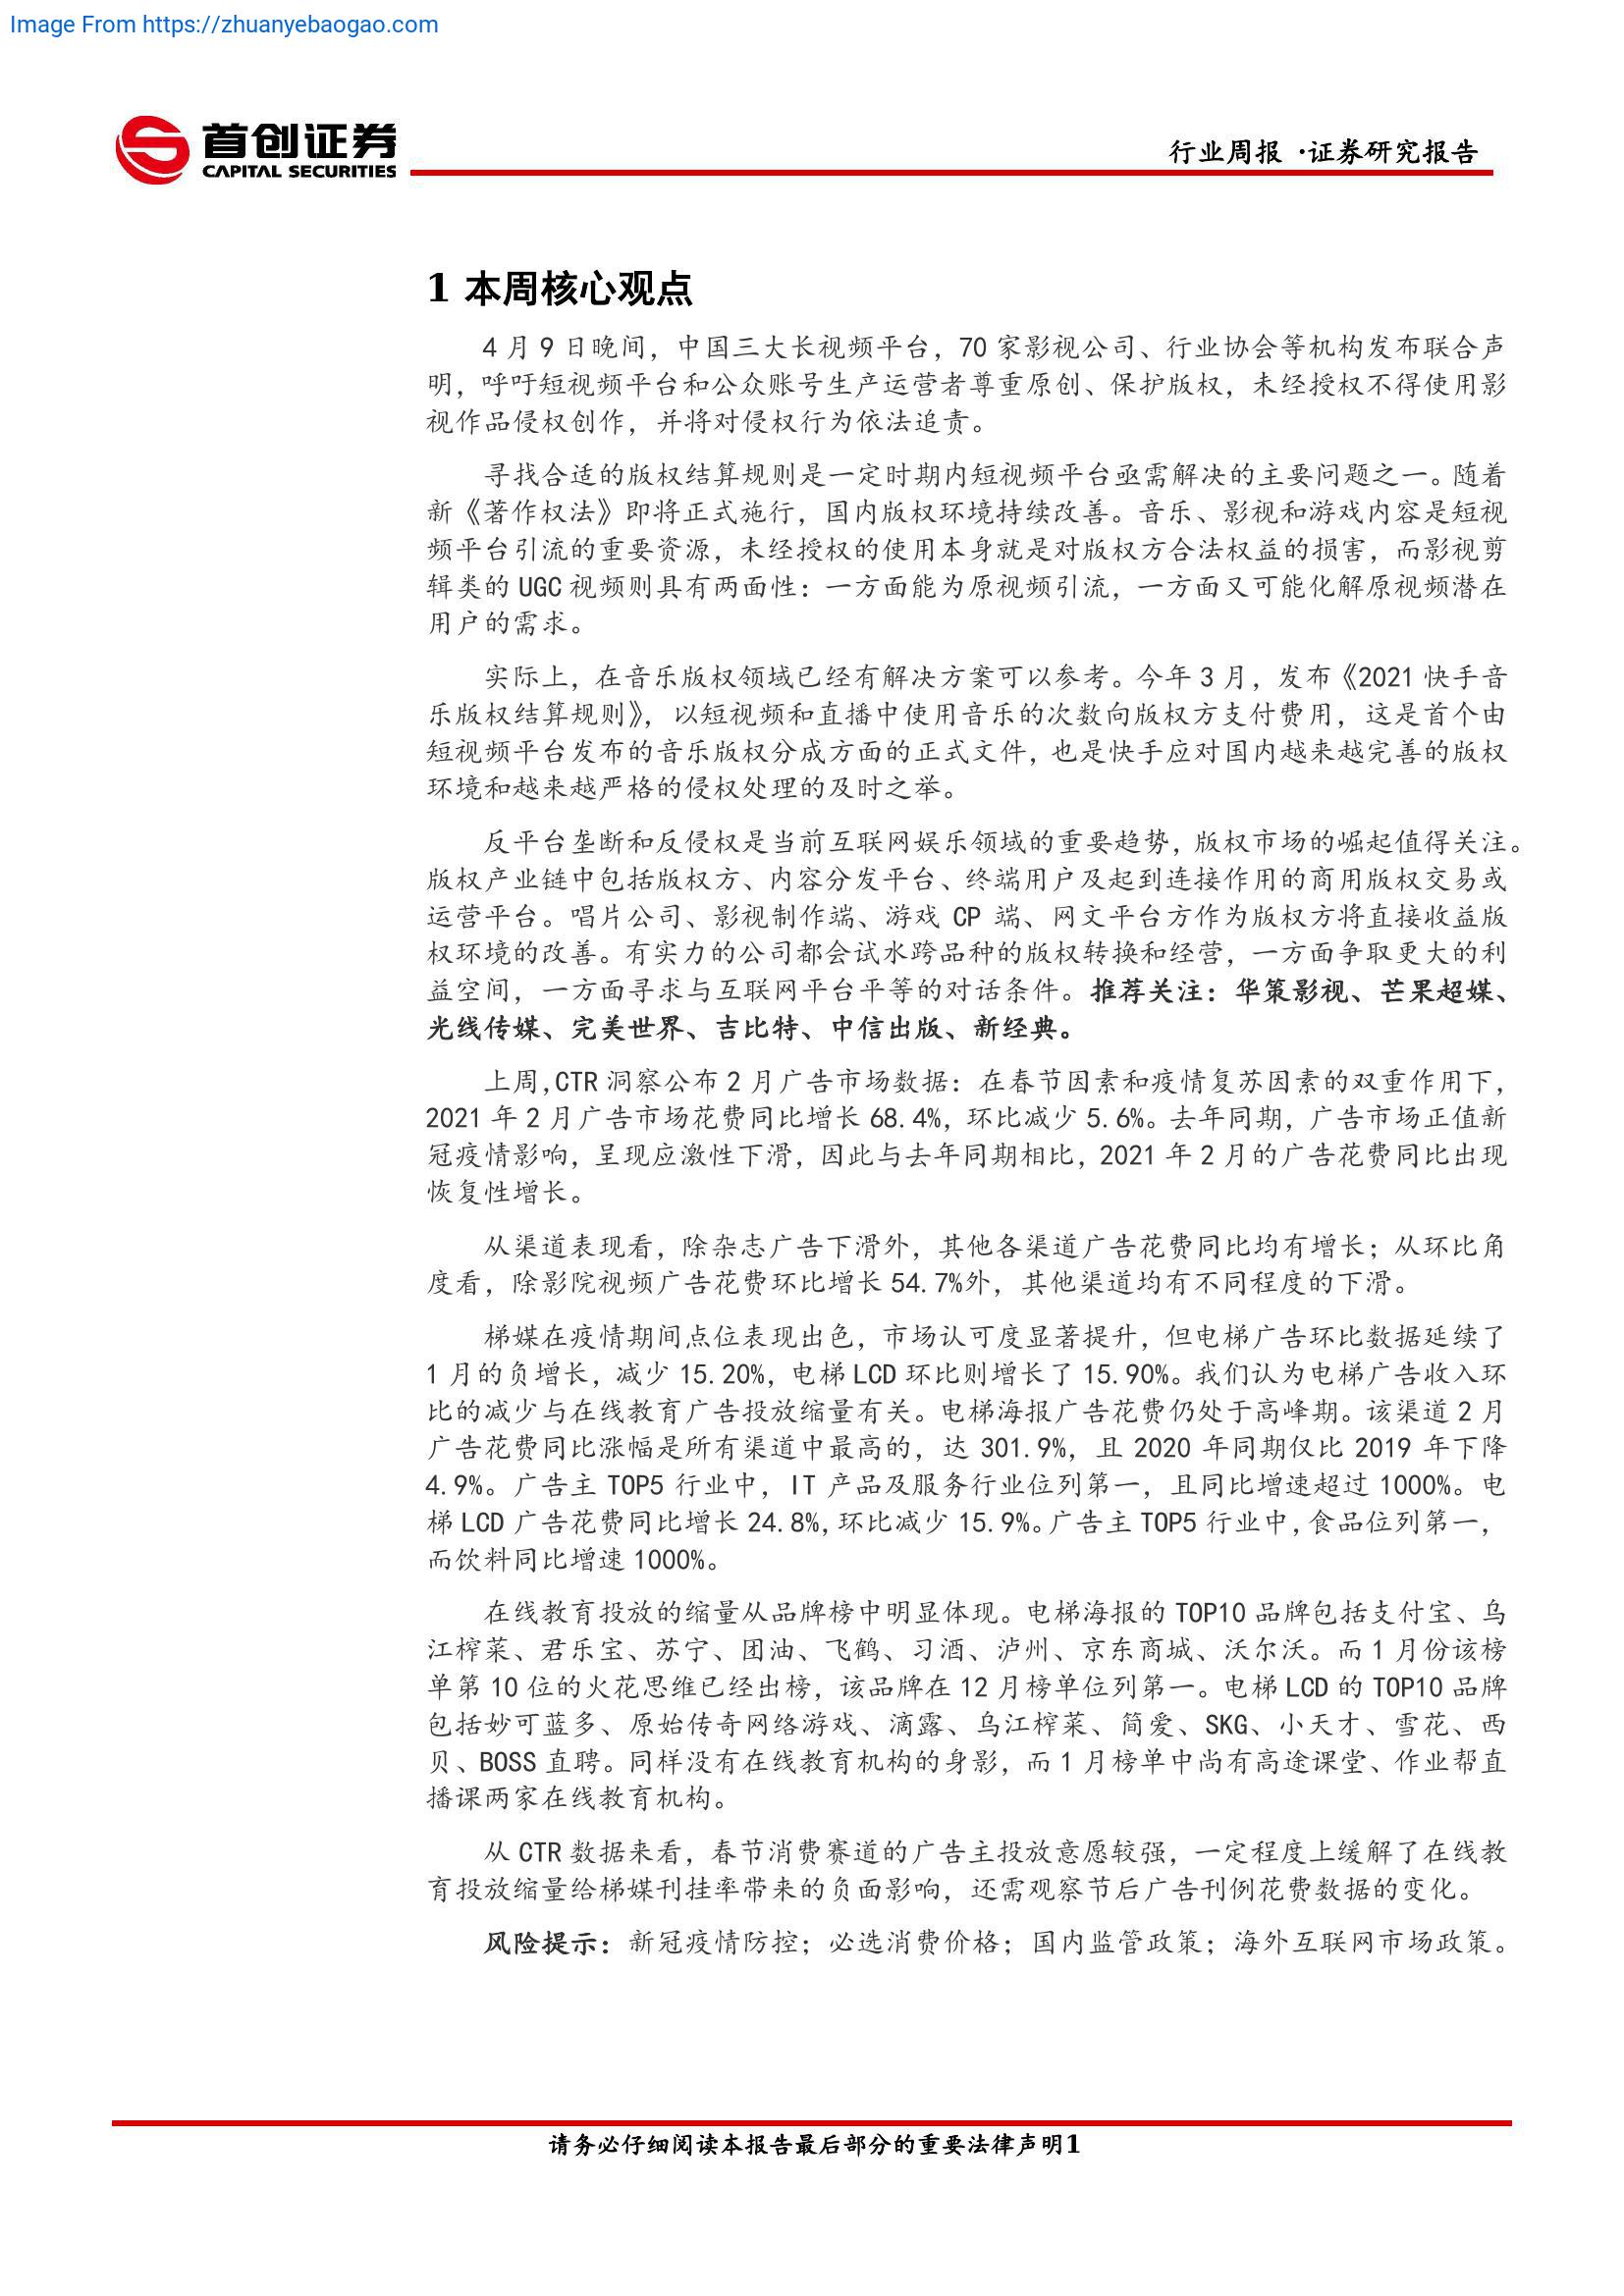 Image From https://zhuanyebaogao.com
首创证券
CAPITAL SECURITIES
行业周报 ·证券研究报告
1 本周核心观点
4 月 9 日晚间，中国三大长视频平台，70 家影视公司、行业协会等机构发布联合声
明，呼吁短视频平台和公众账号生产运营者尊重原创、保护版权，未经授权不得使用影
视作品侵权创作，并将对侵权行为依法追责。
寻找合适的版权结算规则是一定时期内短视频平台亟需解决的主要问题之一。随着
新《著作权法》即将正式施行，国内版权环境持续改善。音乐、影视和游戏内容是短视
频平台引流的重要资源，未经授权的使用本身就是对版权方合法权益的损害，而影视剪
辑类的 UGC 视频则具有两面性：一方面能为原视频引流，一方面又可能化解原视频潜在
用户的需求。
实际上，在音乐版权领域已经有解决方案可以参考。今年 3 月，发布《2021 快手音
乐版权结算规则》，以短视频和直播中使用音乐的次数向版权方支付费用，这是首个由
短视频平台发布的音乐版权分成方面的正式文件，也是快手应对国内越来越完善的版权
环境和越来越严格的侵权处理的及时之举。
反平台垄断和反侵权是当前互联网娱乐领域的重要趋势，版权市场的崛起值得关注。
版权产业链中包括版权方、内容分发平台、终端用户及起到连接作用的商用版权交易或
运营平台。唱片公司、影视制作端、游戏 CP 端、网文平台方作为版权方将直接收益版
权环境的改善。有实力的公司都会试水跨品种的版权转换和经营，一方面争取更大的利
益空间，一方面寻求与互联网平台平等的对话条件。推荐关注：华策影视、芒果超媒、
光线传媒、完美世界、吉比特、中信出版、新经典。
上周，CTR 洞察公布 2 月广告市场数据：在春节因素和疫情复苏因素的双重作用下，
2021 年 2 月广告市场花费同比增长 68.4%，环比减少 5.6%。去年同期，广告市场正值新
冠疫情影响，呈现应激性下滑，因此与去年同期相比，2021 年 2 月的广告花费同比出现
恢复性增长。
从渠道表现看，除杂志广告下滑外，其他各渠道广告花费同比均有增长；从环比角
度看，除影院视频广告花费环比增长 54.7%外，其他渠道均有不同程度的下滑。
梯媒在疫情期间点位表现出色，市场认可度显著提升，但电梯广告环比数据延续了
1 月的负增长，减少 15.20%，电梯 LCD 环比则增长了 15.90%。我们认为电梯广告收入环
比的减少与在线教育广告投放缩量有关。电梯海报广告花费仍处于高峰期。该渠道 2 月
广告花费同比涨幅是所有渠道中最高的，达 301.9%，且 2020 年同期仅比 2019 年下降
4.9%。广告主 TOP5 行业中，IT 产品及服务行业位列第一，且同比增速超过 1000%。电
梯 LCD 广告花费同比增长 24.8%，环比减少 15.9%。广告主 TOP5 行业中，食品位列第一，
而饮料同比增速 1000%。
在线教育投放的缩量从品牌榜中明显体现。电梯海报的 TOP10 品牌包括支付宝、乌
江榨菜、君乐宝、苏宁、团油、飞鹤、习酒、泸州、京东商城、沃尔沃。而 1 月份该榜
单第 10 位的火花思维已经出榜，该品牌在 12 月榜单位列第一。电梯 LCD 的 TOP10 品牌
包括妙可蓝多、原始传奇网络游戏、滴露、乌江榨菜、简爱、SKG、小天才、雪花、西
贝、BOSS 直聘。同样没有在线教育机构的身影，而 1 月榜单中尚有高途课堂、作业帮直
播课两家在线教育机构。
从 CTR 数据来看，春节消费赛道的广告主投放意愿较强，一定程度上缓解了在线教
育投放缩量给梯媒刊挂率带来的负面影响，还需观察节后广告刊例花费数据的变化。
风险提示：新冠疫情防控；必选消费价格；国内监管政策；海外互联网市场政策。
请务必仔细阅读本报告最后部分的重要法律声明1